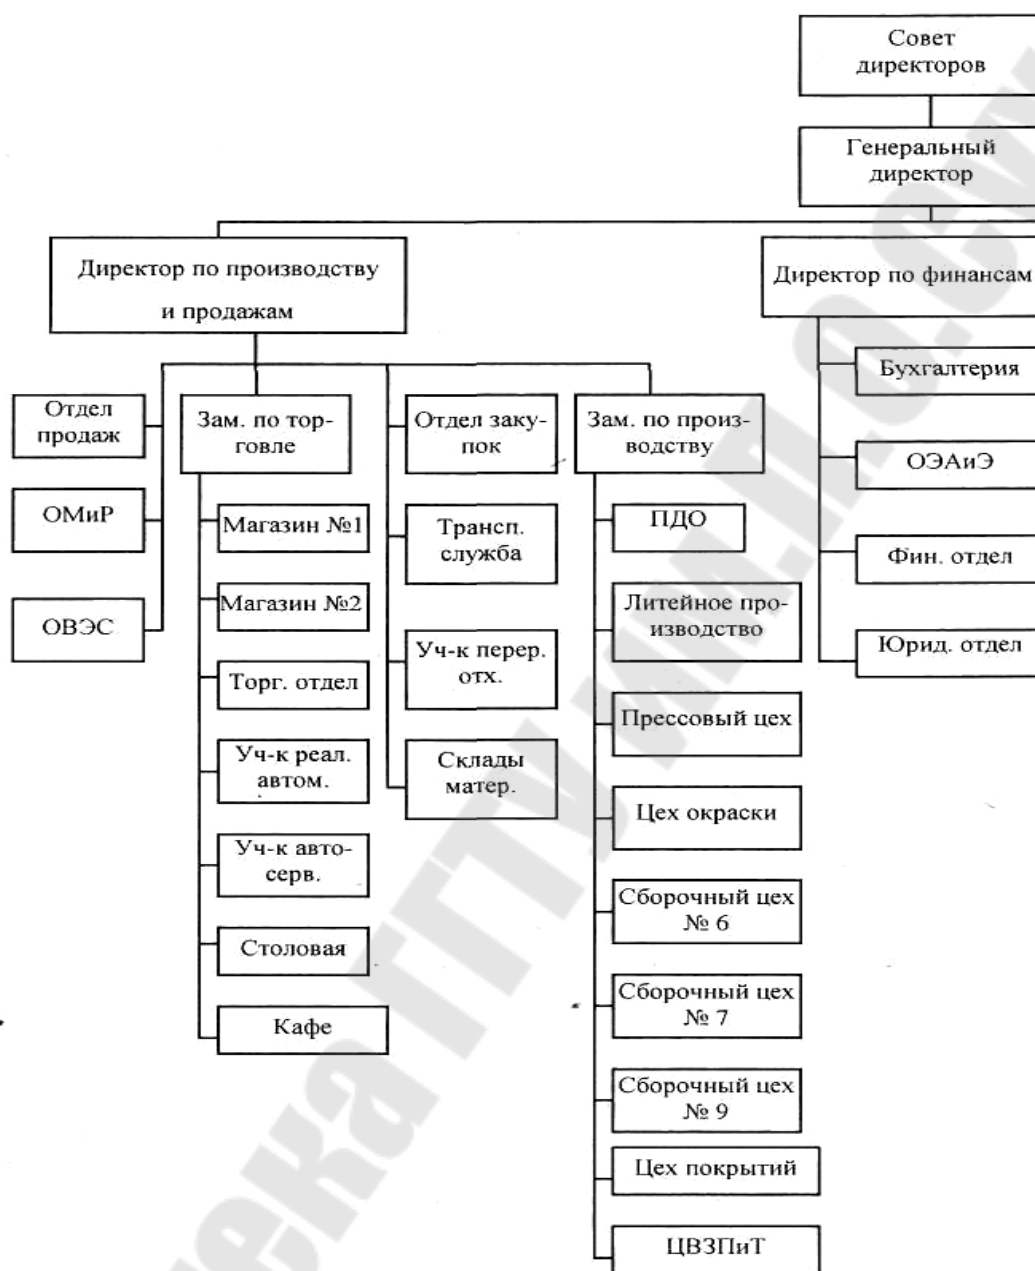 Совет
директоров
Генеральный
директор
Директор по производству
и продажам
Директор по финансам
Отдел
продаж
ОМиР
ОВЭС
Зам. по тор-
говле
Магазин №1
Магазин №2
Торг. отдел
Уч-к реал.
автом.
Уч-к авто-
серв.
Столовая
Кафе
Отдел заку-
пок
Трансп.
служба
Уч-к перер.
отх.
Склады
матер.
Зам. по произ-
водству
ПДО
Литейное про-
изводство
Прессовый цех
Цех окраски
Сборочный цех
№ 6
Сборочный цех
№ 7
Сборочный цех
№ 9
Цех покрытий
ЦВЗПиТ
Бухгалтерия
ОЭАиЭ
Фин. отдел
Юрид. отдел